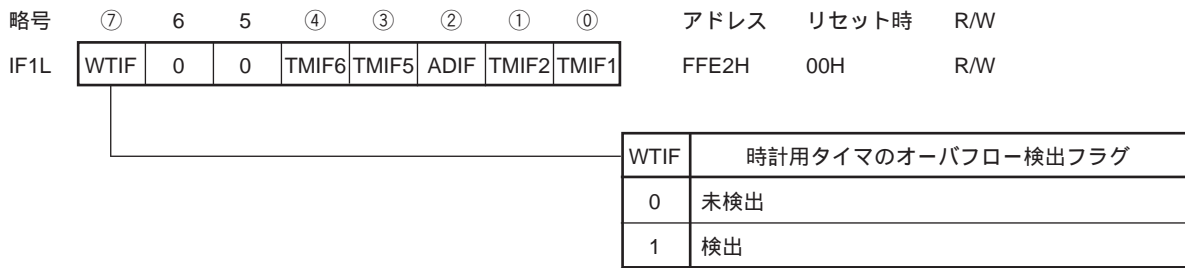 略号 ⑦ 6 5 ④ ③ ② ① ⓪ アドレス リセット時 R/W
IF1L WTIF 0 0 TMIF6 TMIF5 ADIF TMIF2 TMIF1 FFE2H 00H R/W
WTIF 時計用タイマのオーバフロー検出フラグ
0 未検出
1 検出